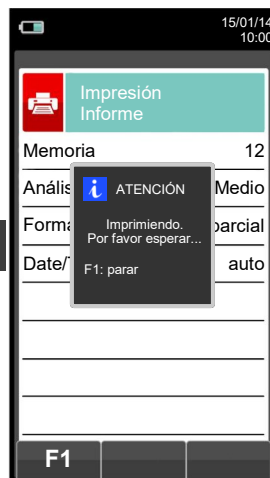 15/01/14
10:00
Impresión
Informe
Memoria 12
Anális Medio
Forma parcial
Date/T auto
ATENCIÓN
Imprimiendo.
Por favor esperar...
F1: parar
F1